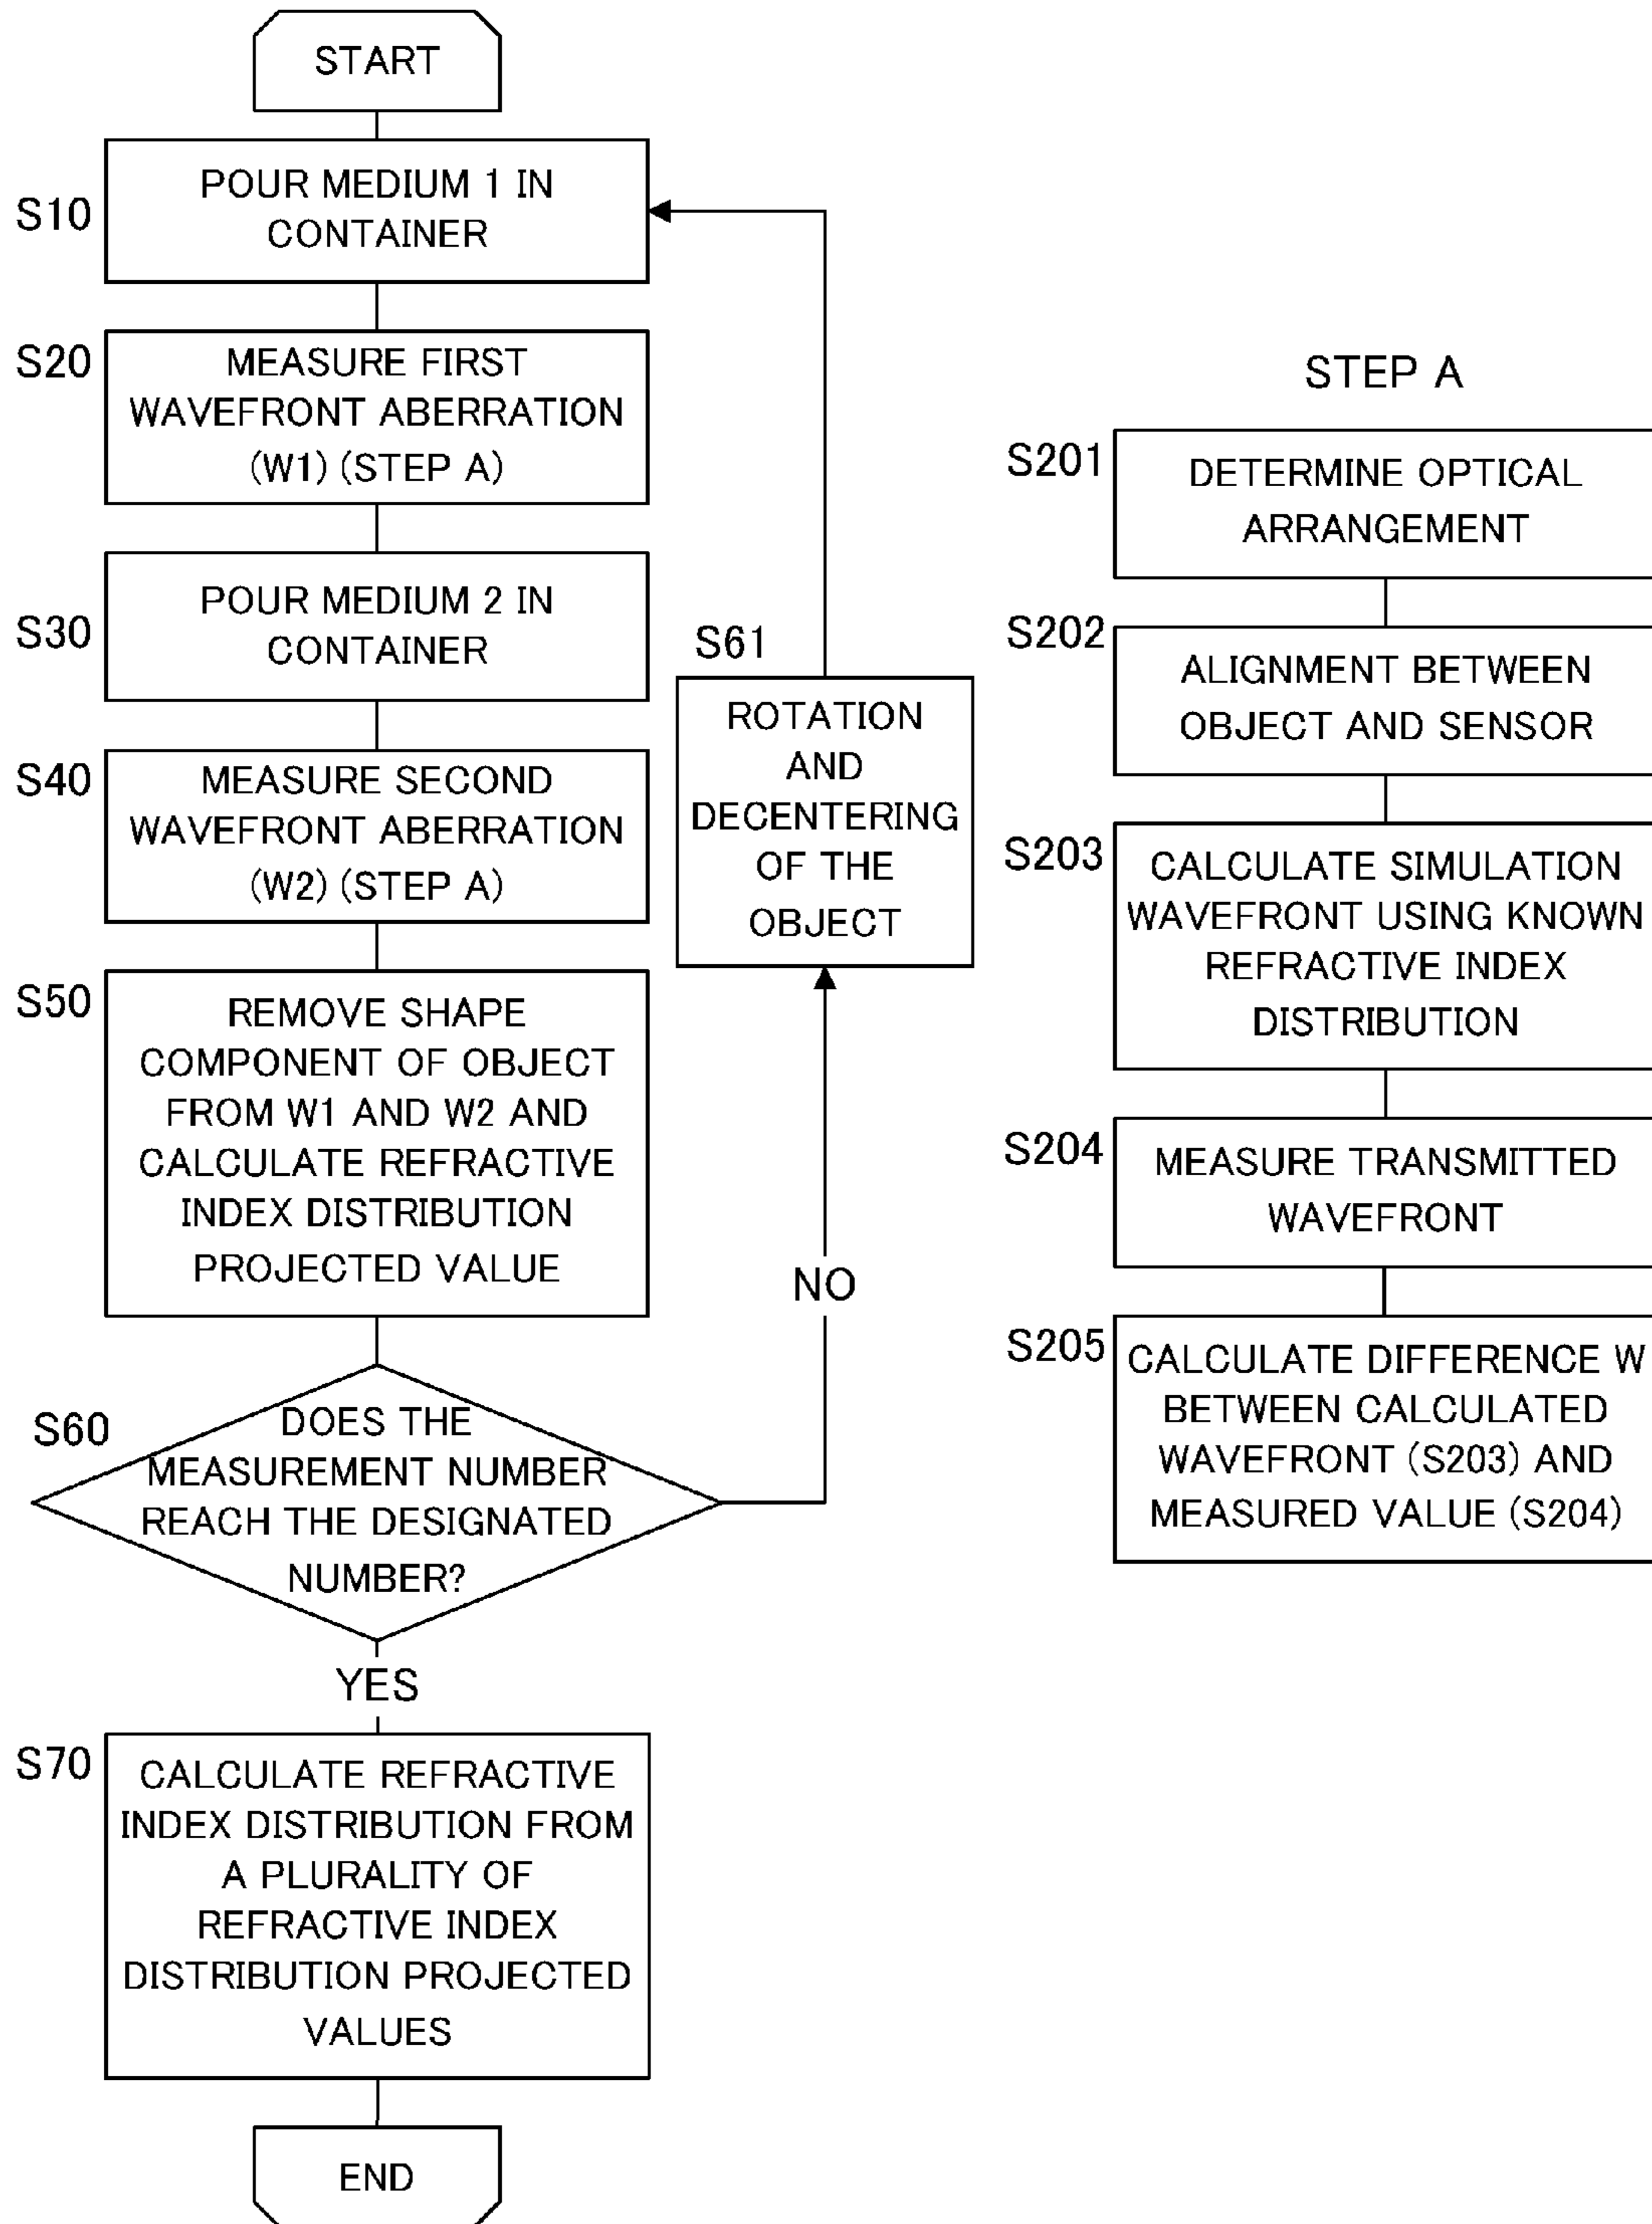 START
S10
POUR MEDIUM 1 IN
CONTAINER
S20
MEASURE FIRST
WAVEFRONT ABERRATION
(W1) (STEP A)
S30
POUR MEDIUM 2 IN
CONTAINER
S40
MEASURE SECOND
WAVEFRONT ABERRATION
(W2) (STEP A)
S50
REMOVE SHAPE
COMPONENT OF OBJECT
FROM W1 AND W2 AND
CALCULATE REFRACTIVE
INDEX DISTRIBUTION
PROJECTED VALUE
S60
DOES THE
MEASUREMENT NUMBER
REACH THE DESIGNATED
NUMBER?
NO
S61
ROTATION
AND
DECENTERING
OF THE
OBJECT
YES
S70
CALCULATE REFRACTIVE
INDEX DISTRIBUTION FROM
A PLURALITY OF
REFRACTIVE INDEX
DISTRIBUTION PROJECTED
VALUES
END
STEP A
S201
DETERMINE OPTICAL
ARRANGEMENT
S202
ALIGNMENT BETWEEN
OBJECT AND SENSOR
S203
CALCULATE SIMULATION
WAVEFRONT USING KNOWN
REFRACTIVE INDEX
DISTRIBUTION
S204
MEASURE TRANSMITTED
WAVEFRONT
S205
CALCULATE DIFFERENCE W
BETWEEN CALCULATED
WAVEFRONT (S203) AND
MEASURED VALUE (S204)